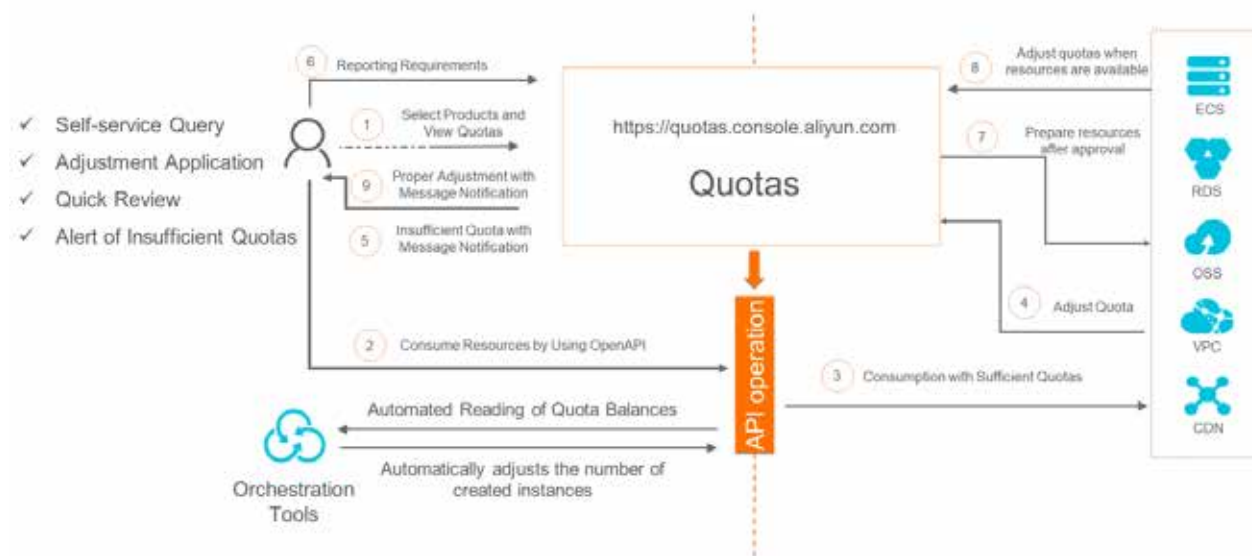 6
Reporting Requirements
✓ Self-service Query
✓ Adjustment Application
✓ Quick Review
✓ Alert of Insufficient Quotas
1
Select Products and
View Quotas
9
Proper Adjustment with
Message Notification
5
Insufficient Quota with
Message Notification
https://quotas.console.aliyun.com
Quotas
8
Adjust quotas when
resources are available
7
Prepare resources
after approval
4
Adjust Quota
2
Consume Resources by Using OpenAPI
API operation
3
Consumption with Sufficient Quotas
ECS
RDS
OSS
VPC
CDN
Automated Reading of Quota Balances
Automatically adjusts the number of
created instances
Orchestration
Tools